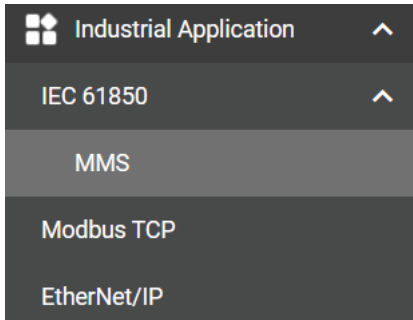 Industrial Application
IEC 61850
MMS
Modbus TCP
EtherNet/IP